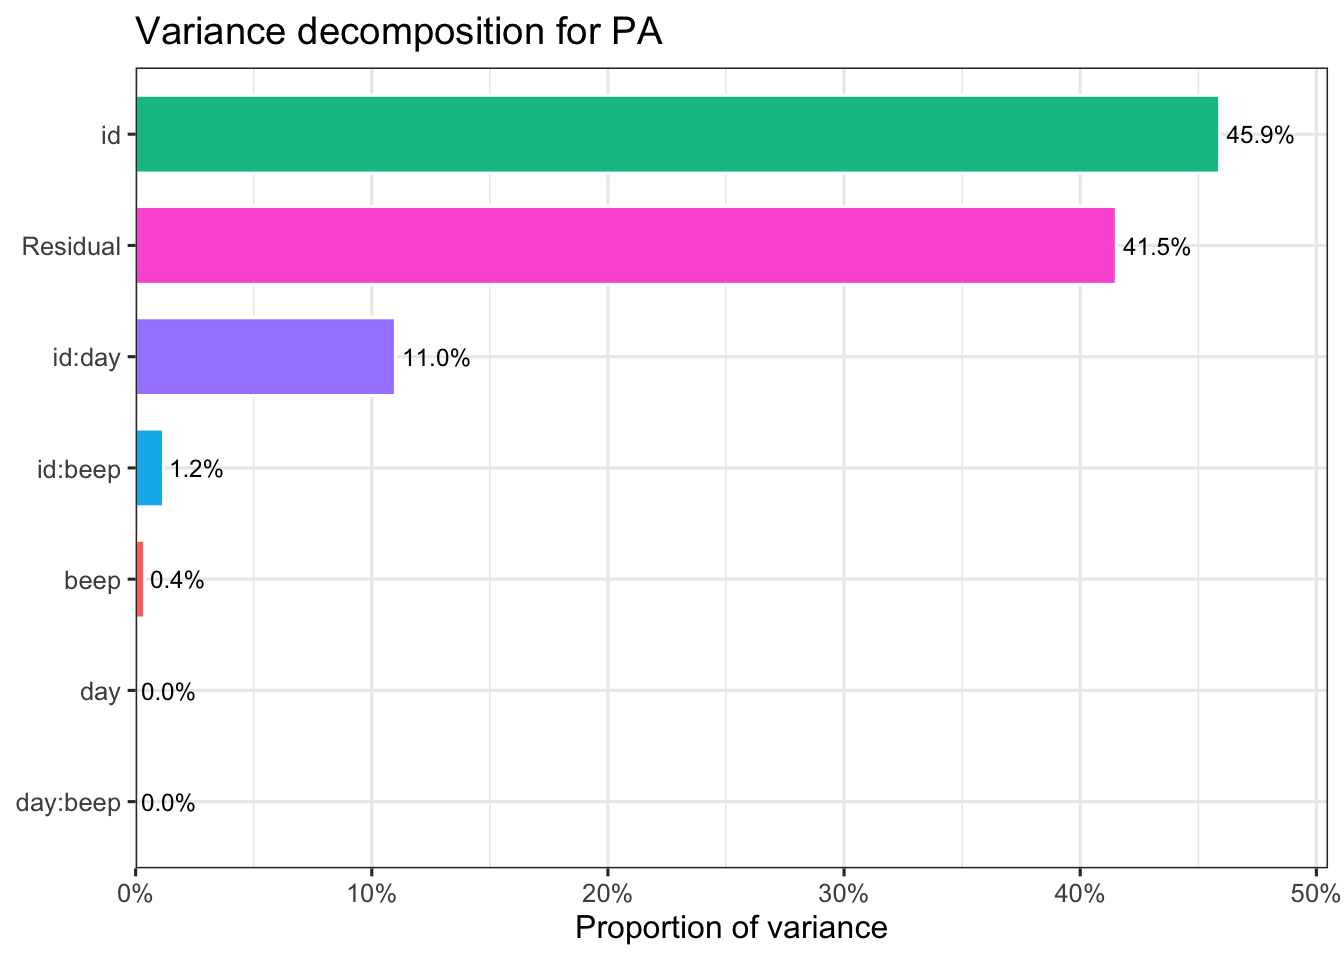 Variance decomposition for PA
id
45.9%
Residual
41.5%
id:day
11.0%
id:beep
1.2%
beep
0.4%
day
0.0%
day:beep
0.0%
0% 10% 20% 30% 40% 50%
Proportion of variance